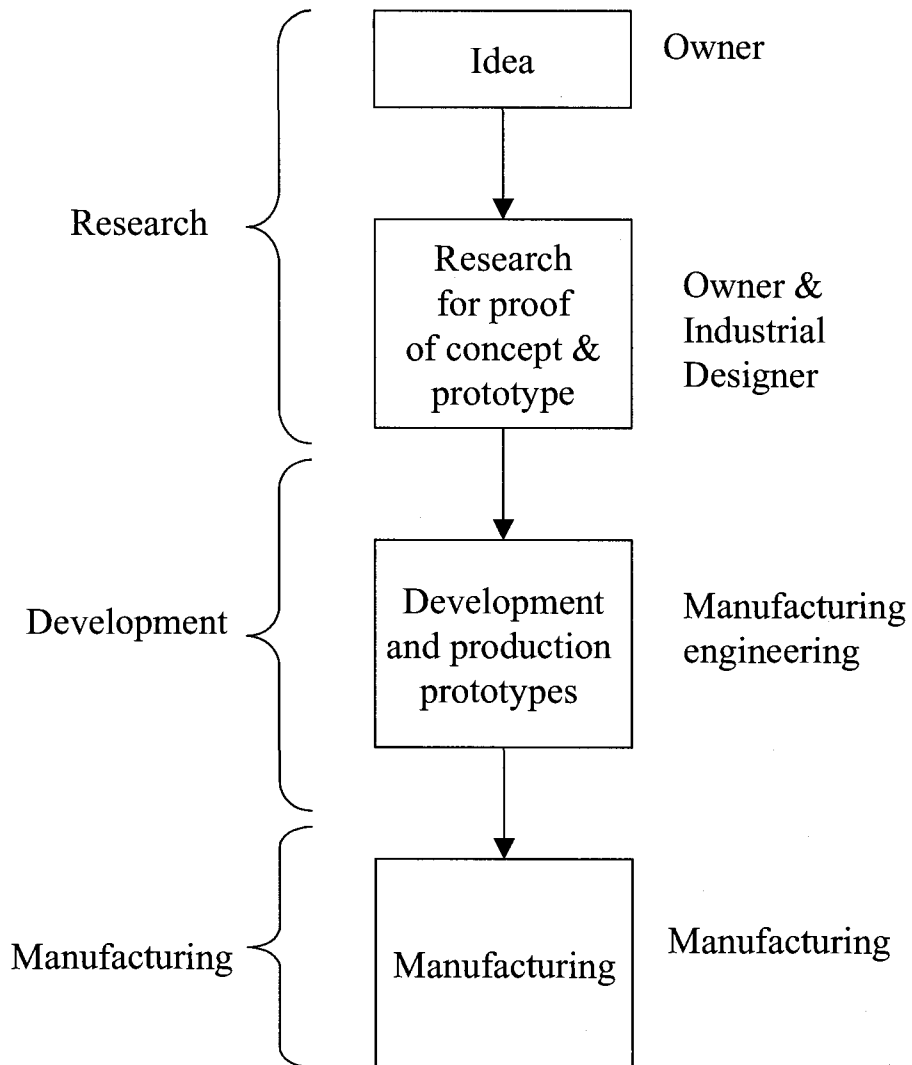 Idea
Owner
Research
Research
for proof
of concept &
prototype
Owner &
Industrial
Designer
Development
Development
and production
prototypes
Manufacturing
engineering
Manufacturing
Manufacturing
Manufacturing